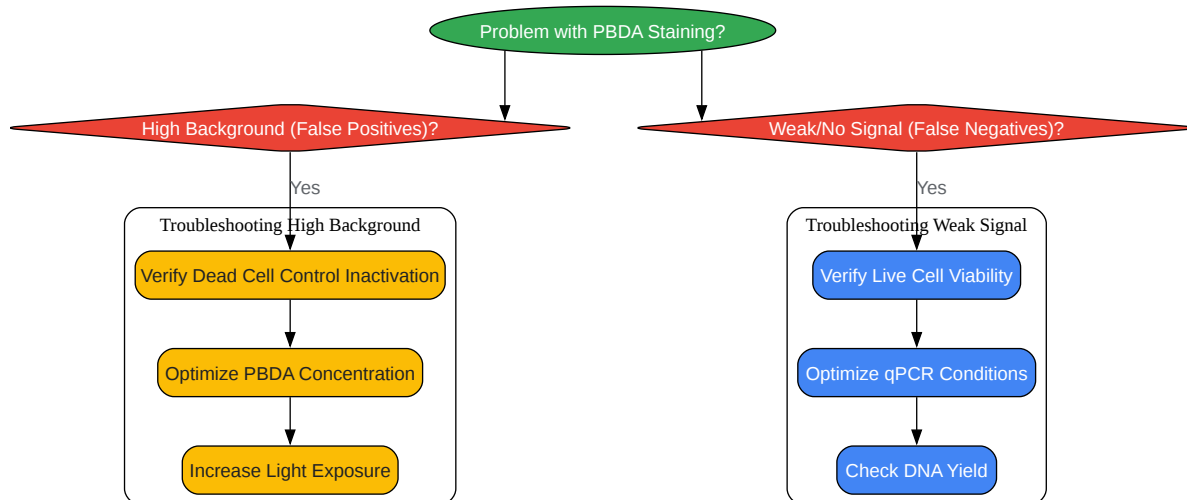 Problem with PBDA Staining?
High Background (False Positives)?
Weak/No Signal (False Negatives)?
Yes
Yes
Troubleshooting High Background
Troubleshooting Weak Signal
Verify Dead Cell Control Inactivation
Verify Live Cell Viability
Optimize PBDA Concentration
Optimize qPCR Conditions
Increase Light Exposure
Check DNA Yield